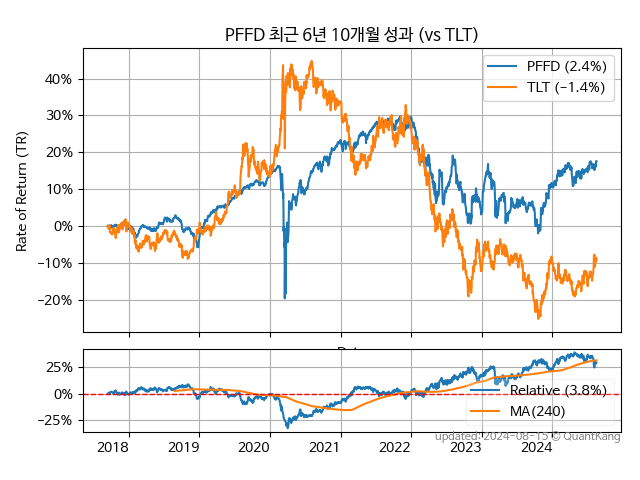 PFFD 최근 6년 10개월 성과 (vs TLT)
PFFD (2.4%)
TLT (-1.4%)
Rate of Return (TR)
40%
30%
20%
10%
0%
-10%
-20%
25%
0%
-25%
Relative (3.8%)
MA(240)
2018 2019 2020 2021 2022 2023 2024
updated: 2024-08-15 © QuantKang